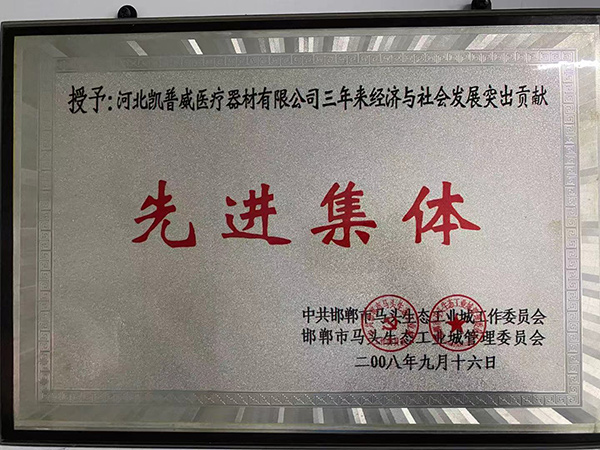 授予:河北凯普威医疗器材有限公司三年来经济与社会发展突出贡献
先进集体
中共邯郸市马头生态工业城工作委员会
邯郸市马头生态工业城管理委员会
二00八年九月十六日